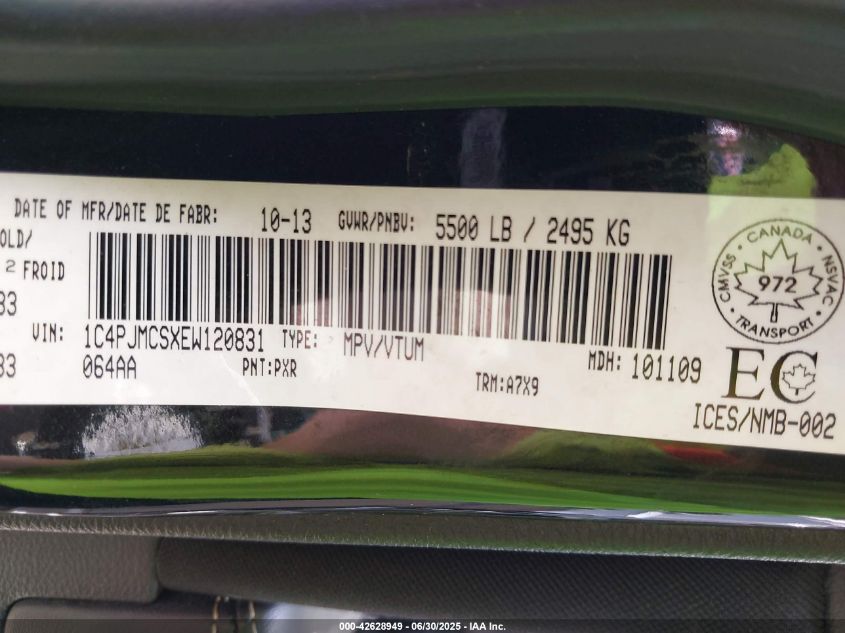 DATE OF MFR/DATE DE FABR: 10-13 GVWR/PNBV: 5500 LB / 2495 KG
OLD/
2 FROID
83
VIN: 1C4PJMCSXEW120831 TYPE: MPV/VTUM MDH: 101109
83 064AA PNT:PXR TRM:A7X9
CANADA
CMVSS 972 NSVAC
TRANSPORT
EC
ICES/NMB-002
000-42628949 - 06/30/2025 - IAA Inc.